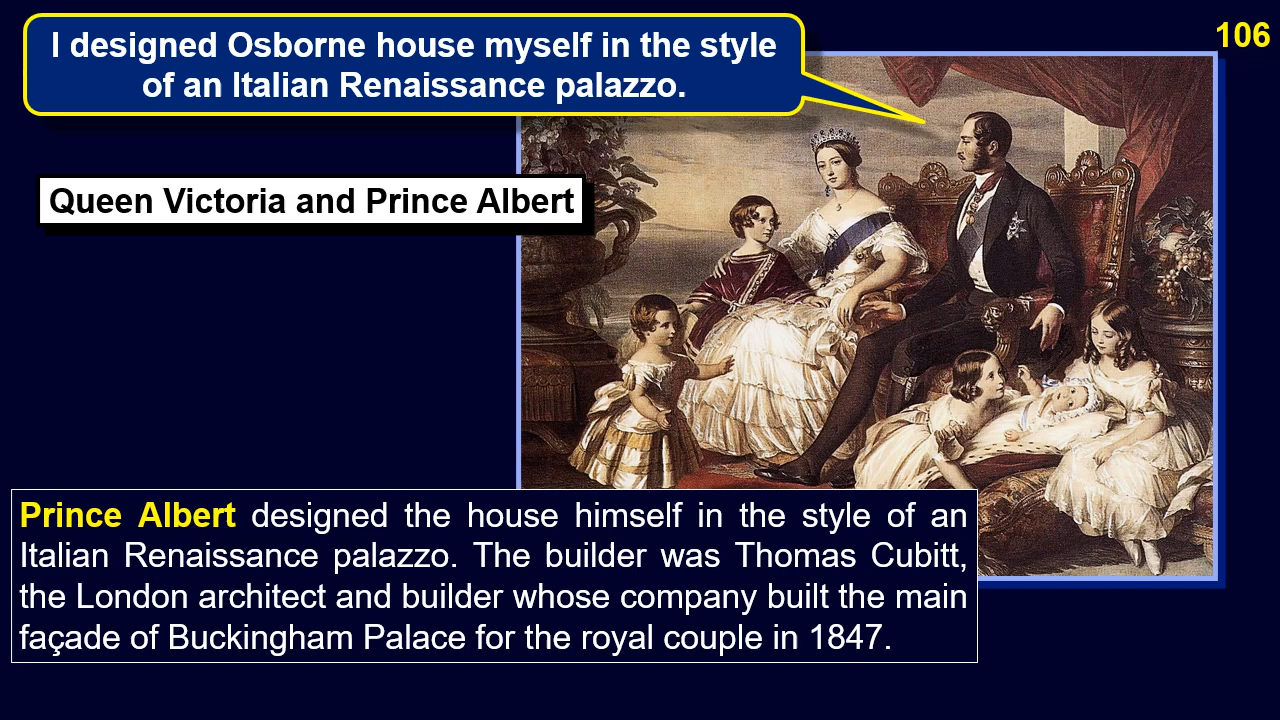 I designed Osborne house myself in the style
of an Italian Renaissance palazzo.
106
Queen Victoria and Prince Albert
Prince Albert designed the house himself in the style of an
Italian Renaissance palazzo. The builder was Thomas Cubitt,
the London architect and builder whose company built the main
façade of Buckingham Palace for the royal couple in 1847.